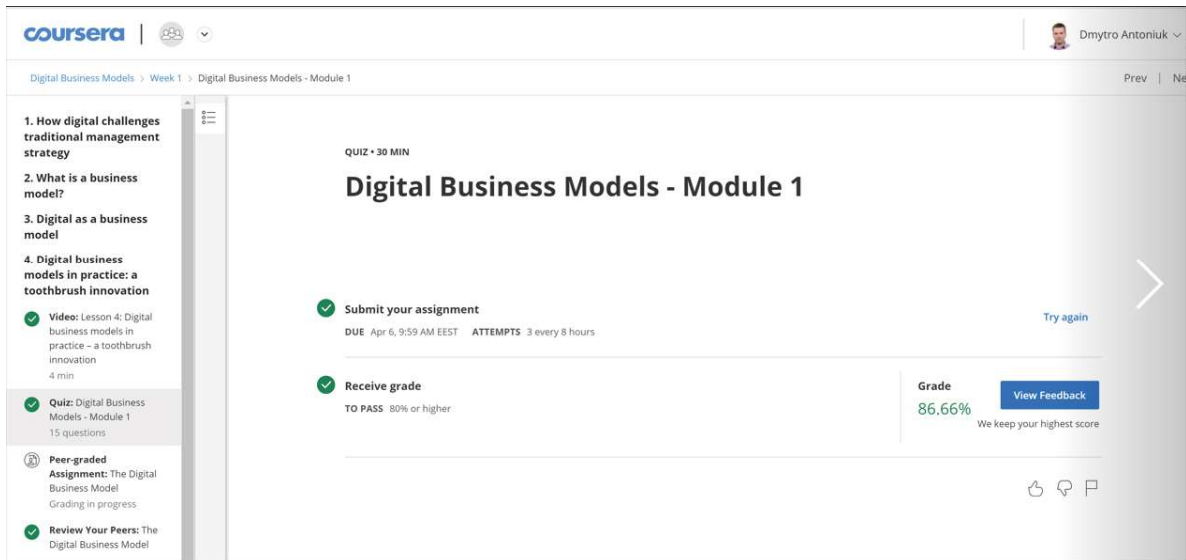 coursera
Dmytro Antoniuk
Digital Business Models > Week 1 > Digital Business Models - Module 1
Prev | Ne
1. How digital challenges
traditional management
strategy
2. What is a business
model?
3. Digital as a business
model
4. Digital business
models in practice: a
toothbrush innovation
Video: Lesson 4: Digital
business models in
practice – a toothbrush
innovation
4 min
Quiz: Digital Business
Models - Module 1
15 questions
Peer-graded
Assignment: The Digital
Business Model
Grading in progress
Review Your Peers: The
Digital Business Model
QUIZ • 30 MIN
Digital Business Models - Module 1
Submit your assignment
DUE Apr 6, 9:59 AM EEST ATTEMPTS 3 every 8 hours
Try again
Receive grade
TO PASS 80% or higher
Grade
86.66%
View Feedback
We keep your highest score